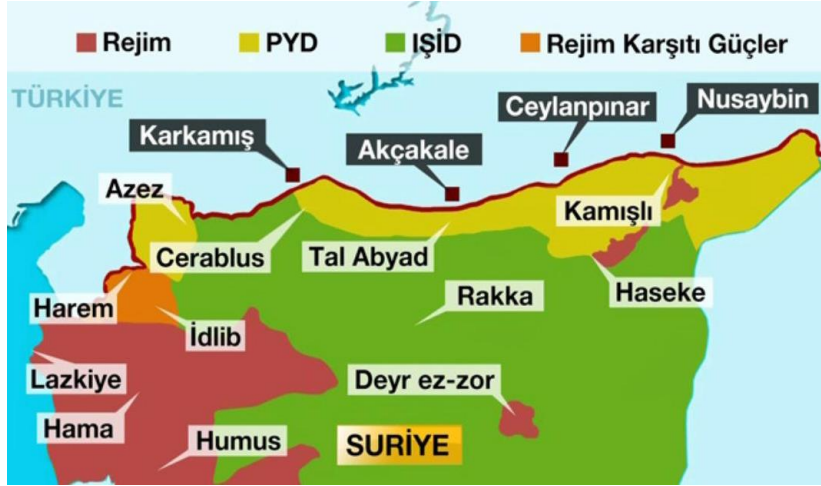 Rejim PYD IŞİD Rejim Karşıtı Güçler
TÜRKİYE
Karkamış
Akçakale
Ceylanpınar
Nusaybin
Azez
Cerablus
Tal Abyad
Kamışlı
Harem
İdlib
Rakka
Haseke
Lazkiye
Deyr ez-zor
Hama
Humus
SURİYE